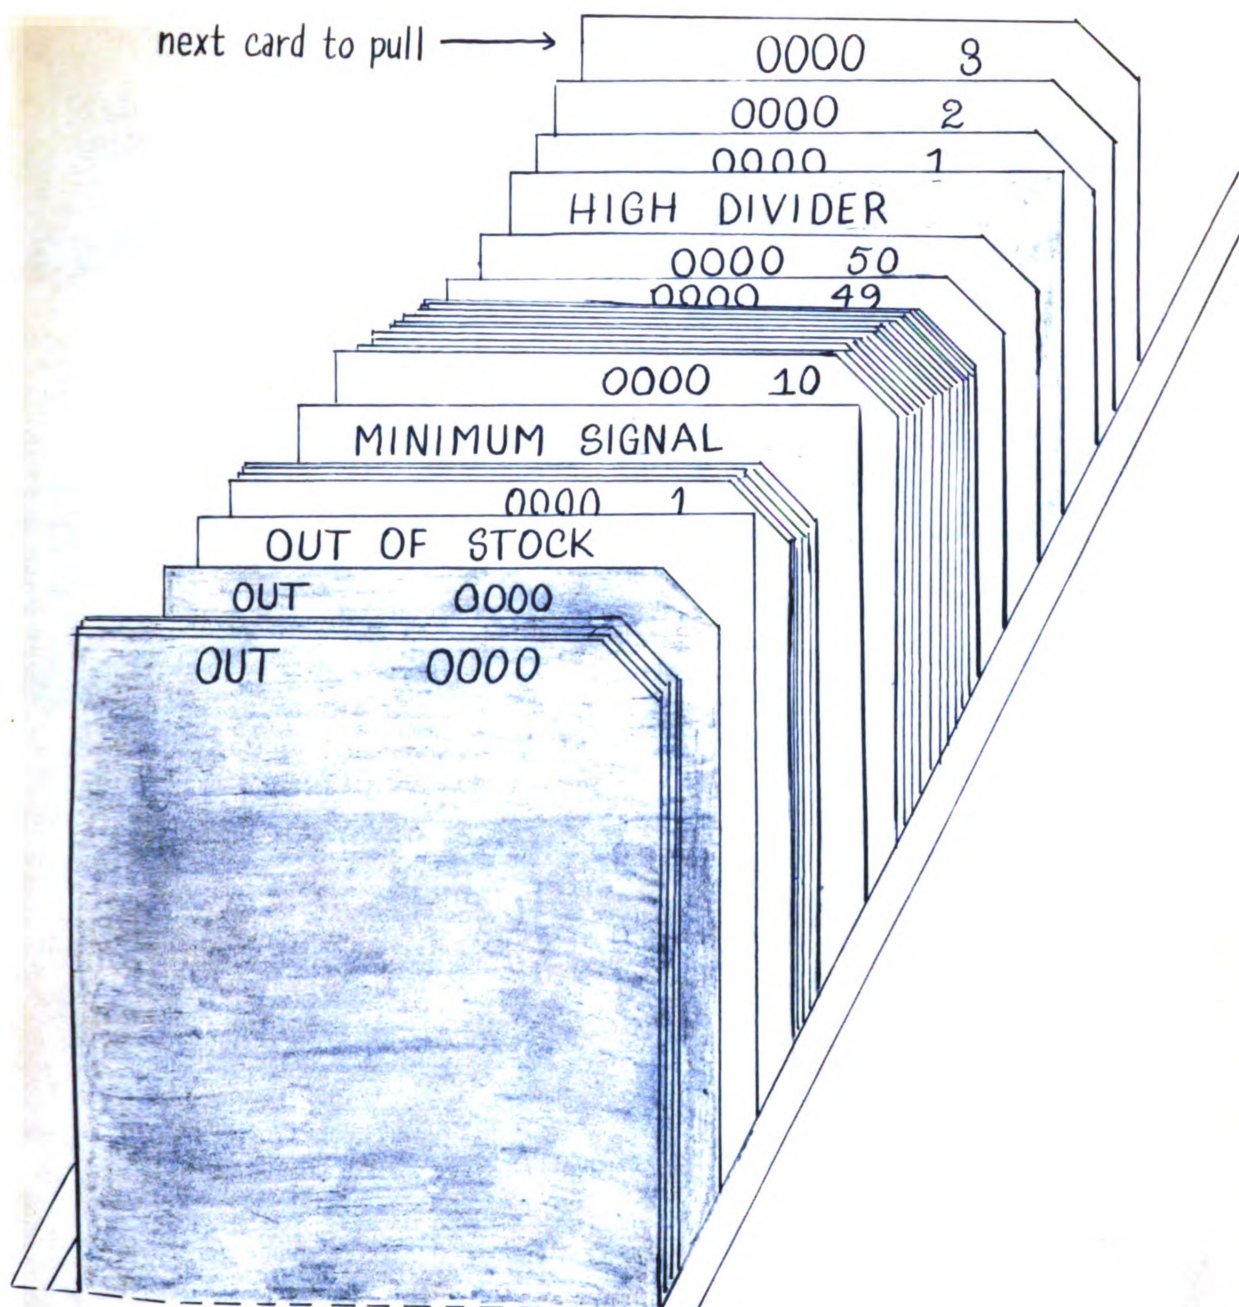 next card to pull
0000 3
0000 2
0000 1
HIGH DIVIDER
0000 50
0000 49
0000 10
MINIMUM SIGNAL
0000 1
OUT OF STOCK
OUT 0000
OUT 0000